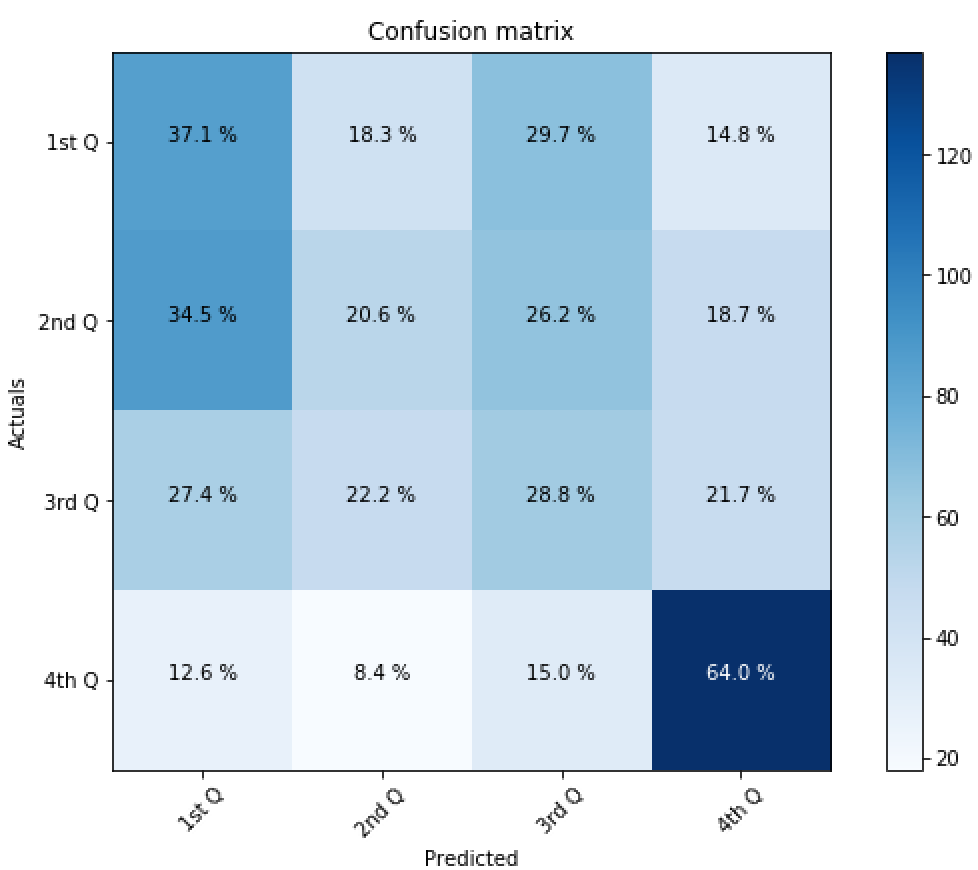 Confusion matrix
1st Q 37.1 % 18.3 % 29.7 % 14.8 %
2nd Q 34.5 % 20.6 % 26.2 % 18.7 %
3rd Q 27.4 % 22.2 % 28.8 % 21.7 %
4th Q 12.6 % 8.4 % 15.0 % 64.0 %
Actuals
1st Q 2nd Q 3rd Q 4th Q
Predicted
120
100
80
60
40
20